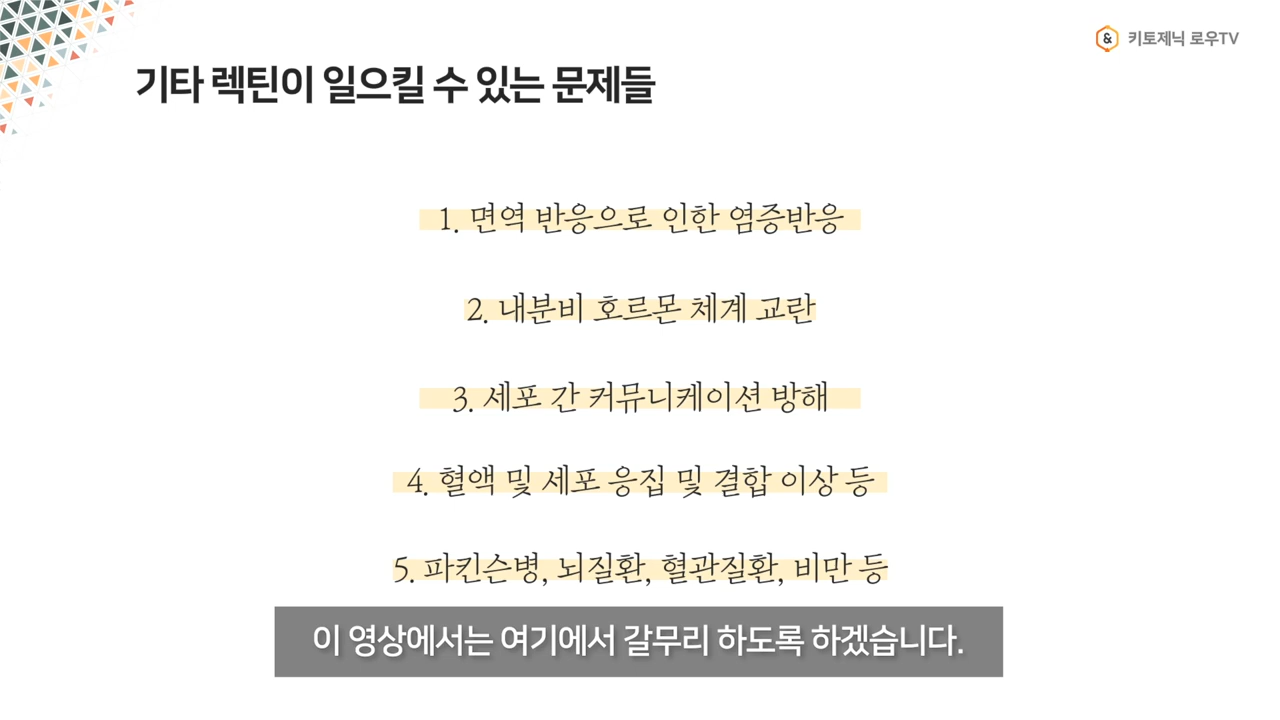 & 키토제닉 로우TV
기타 렉틴이 일으킬 수 있는 문제들
1. 면역 반응으로 인한 염증반응
2. 내분비 호르몬 체계 교란
3. 세포 간 커뮤니케이션 방해
4. 혈액 및 세포 응집 및 결합 이상 등
5. 파킨슨병, 뇌질환, 혈관질환, 비만 등
이 영상에서는 여기에서 갈무리 하도록 하겠습니다.